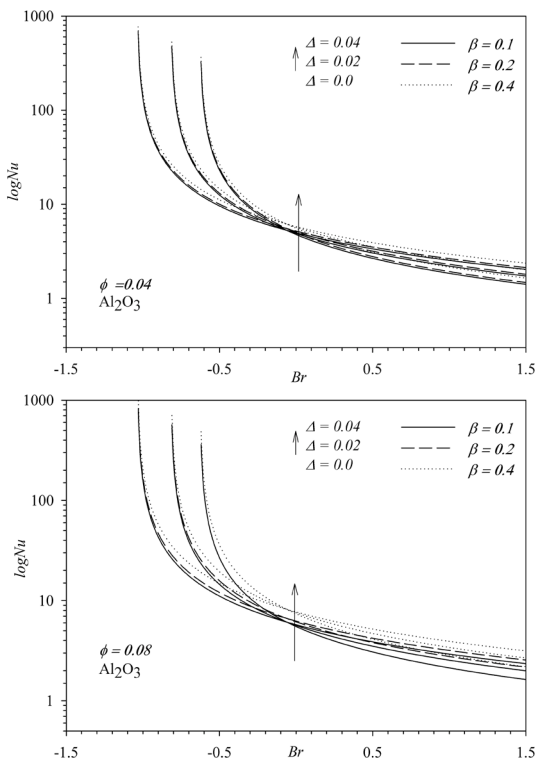 1000
100
10
1
logNu
Δ = 0.04
Δ = 0.02
Δ = 0.0
β = 0.1
β = 0.2
β = 0.4
ϕ =0.04
Al₂O₃
-1.5
-0.5
0.5
1.5
Br
1000
100
10
1
logNu
Δ = 0.04
Δ = 0.02
Δ = 0.0
β = 0.1
β = 0.2
β = 0.4
ϕ = 0.08
Al₂O₃
-1.5
-0.5
Br
0.5
1.5